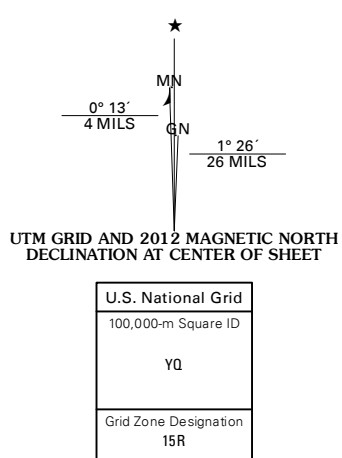 ★
MN
0° 13´
4 MILS
GN
1° 26´
26 MILS
UTM GRID AND 2012 MAGNETIC NORTH
DECLINATION AT CENTER OF SHEET
U.S. National Grid
100,000-m Square ID
YQ
Grid Zone Designation
15R